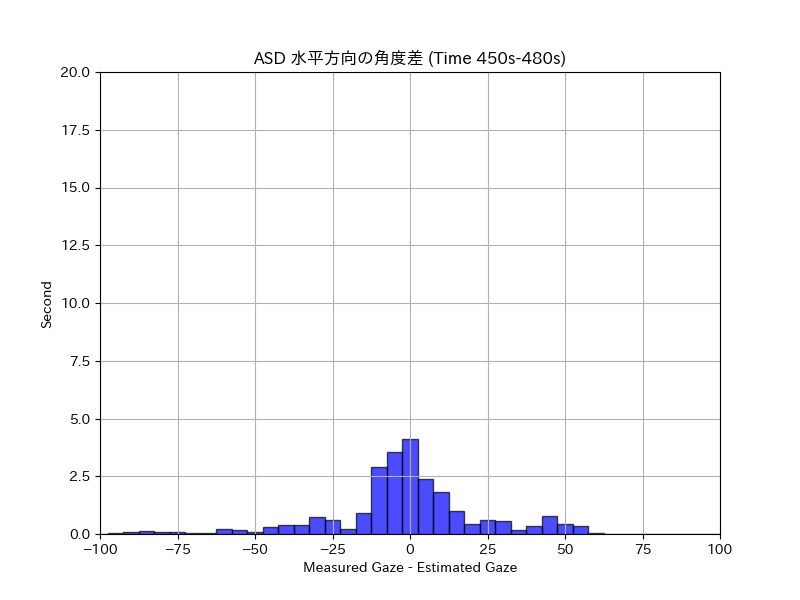 ASD 水平方向の角度差 (Time 450s-480s)
20.0
17.5
15.0
12.5
10.0
7.5
5.0
2.5
0.0
Second
−100 −75 −50 −25 0 25 50 75 100
Measured Gaze - Estimated Gaze